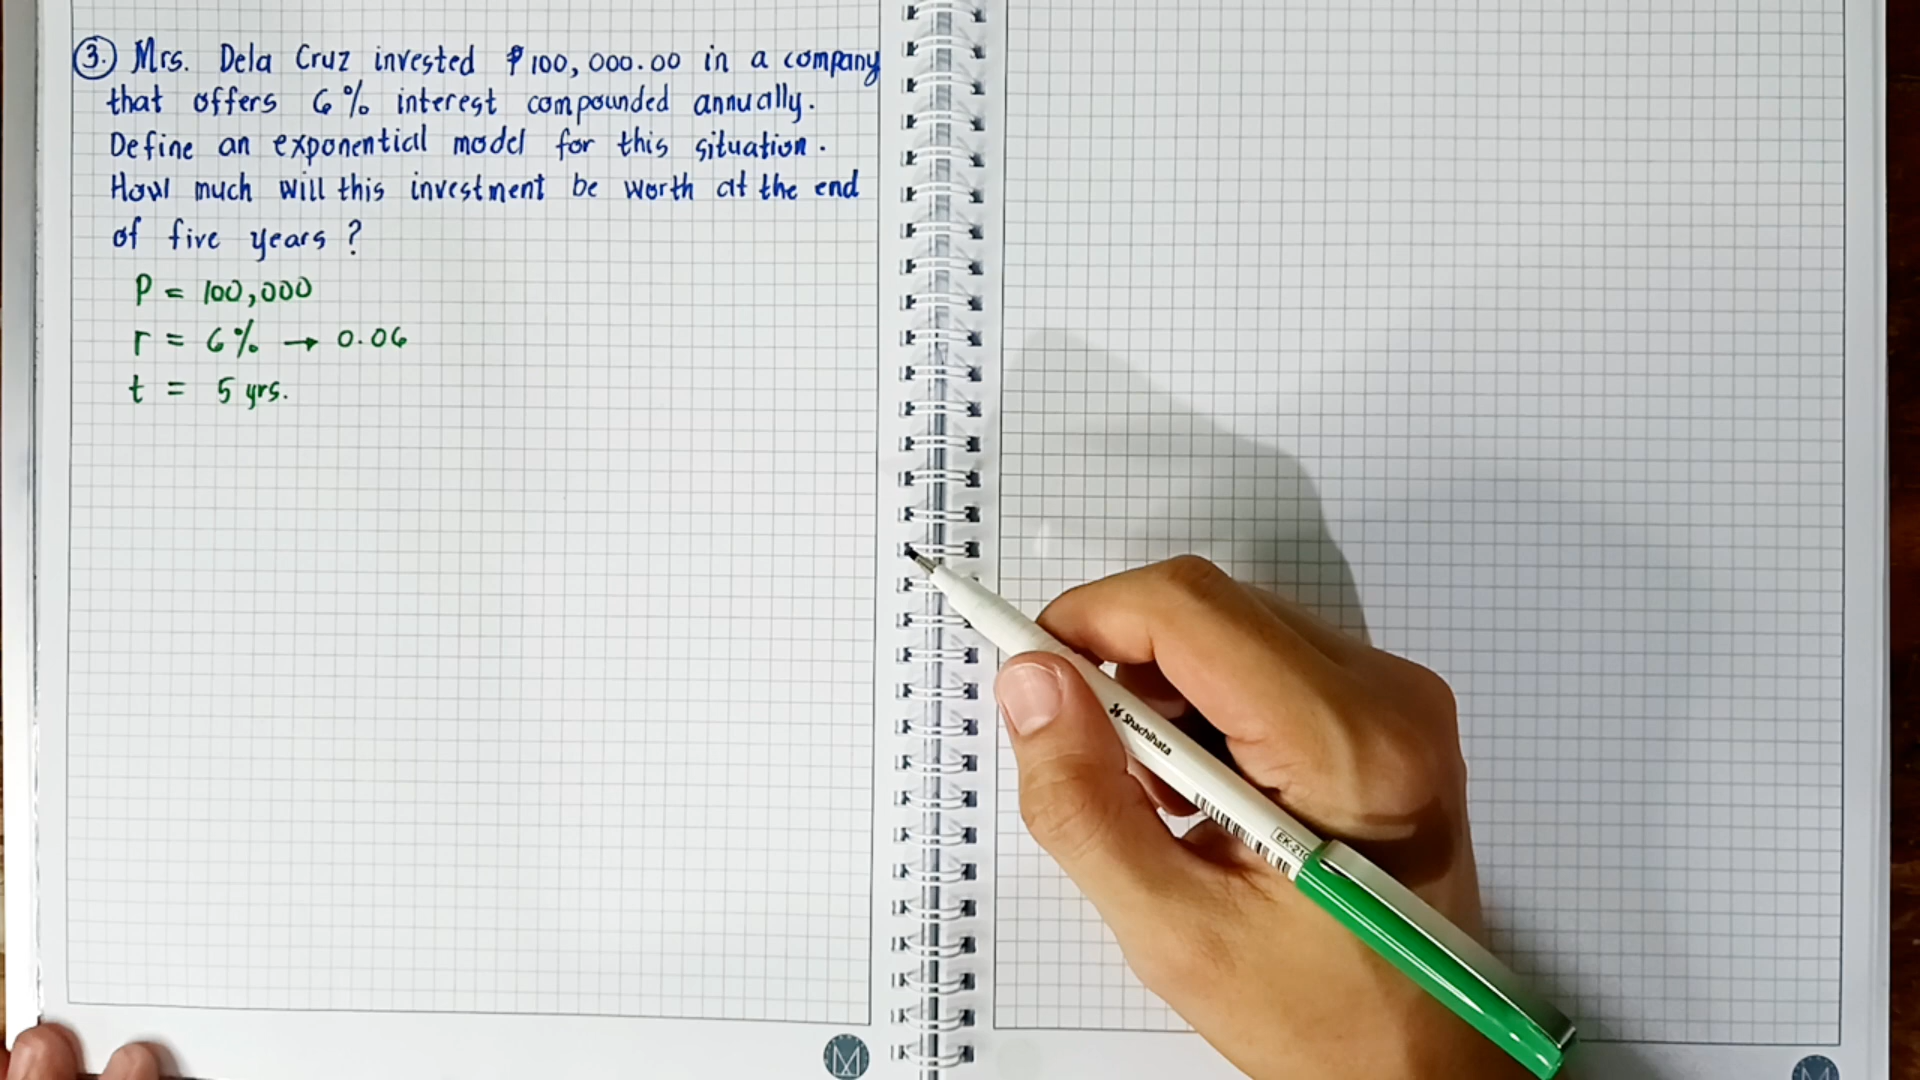 3. Mrs. Dela Cruz invested ₱100,000.00 in a company
that offers 6% interest compounded annually.
Define an exponential model for this situation.
How much will this investment be worth at the end
of five years?
P = 100,000
r = 6% → 0.06
t = 5 yrs.
Shachihata